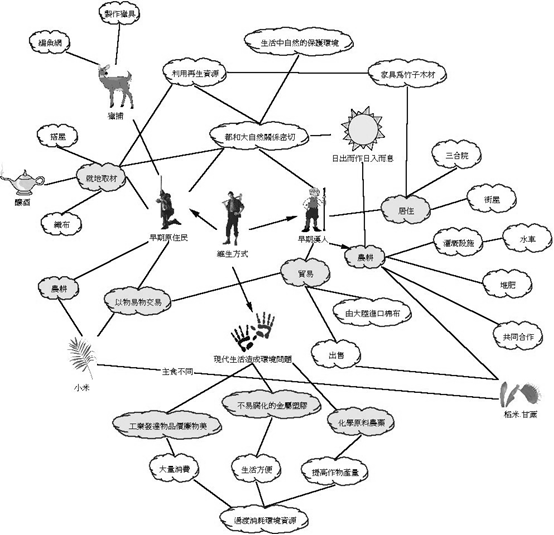 製作獵具
編魚網
生活中自然的保護環境
利用再生資源
家具為竹子木材
獵捕
都和大自然關係密切
日出而作日入而息
搭屋
三合院
就地取材
釀酒
居住
街屋
織布
早期原住民
維生方式
早期漢人
灌溉設施
水車
農耕
貿易
農耕
以物易物交易
堆肥
由大陸進口棉布
共同合作
現代生活造成環境問題
出售
小米
主食不同
稻米.甘蔗
不易腐化的金屬塑膠
工業發達物品價廉物美
化學原料農藥
大量消費
生活方便
提高作物產量
過渡消耗環境資源